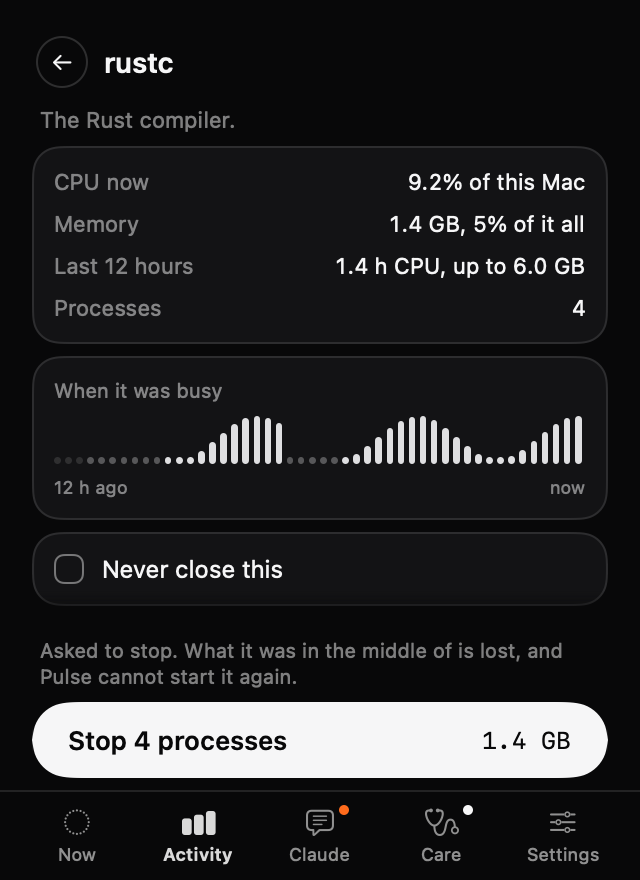 rustc
The Rust compiler.
CPU now 9.2% of this Mac
Memory 1.4 GB, 5% of it all
Last 12 hours 1.4 h CPU, up to 6.0 GB
Processes 4
When it was busy
12 h ago now
Never close this
Asked to stop. What it was in the middle of is lost, and
Pulse cannot start it again.
Stop 4 processes 1.4 GB
Now Activity Claude Care Settings